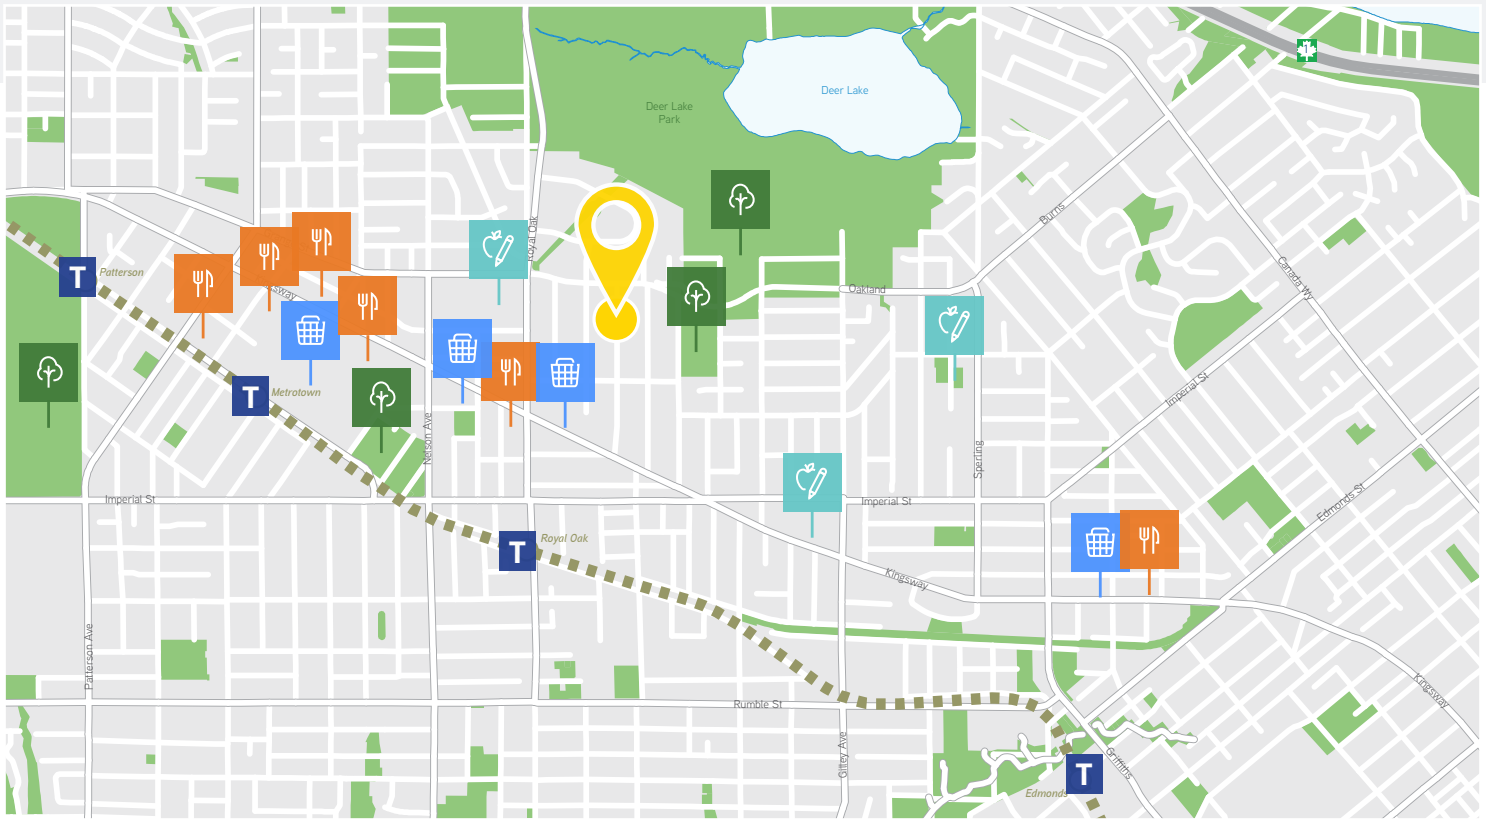 1
Deer Lake
Deer Lake
Park
Burns
Royal Oak
Canada Wy
T
Patterson
Oakland
T
Metrotown
Imperial St
Nelson Ave
Sperling
Imperial St
Imperial St
Edmonds St
T
Royal Oak
Kingsway
Patterson Ave
Kingsway
Rumble St
Gilley Ave
Griffiths
T
Edmonds